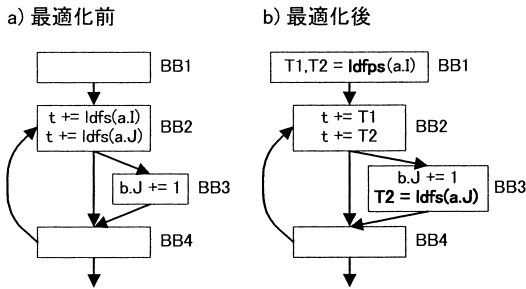 a) 最適化前
BB1
t += ldfs(a.I)
t += ldfs(a.J)
BB2
b.J += 1
BB3
BB4
b) 最適化後
T1,T2 = ldfps(a.I)
BB1
t += T1
t += T2
BB2
b.J += 1
T2 = ldfs(a.J)
BB3
BB4